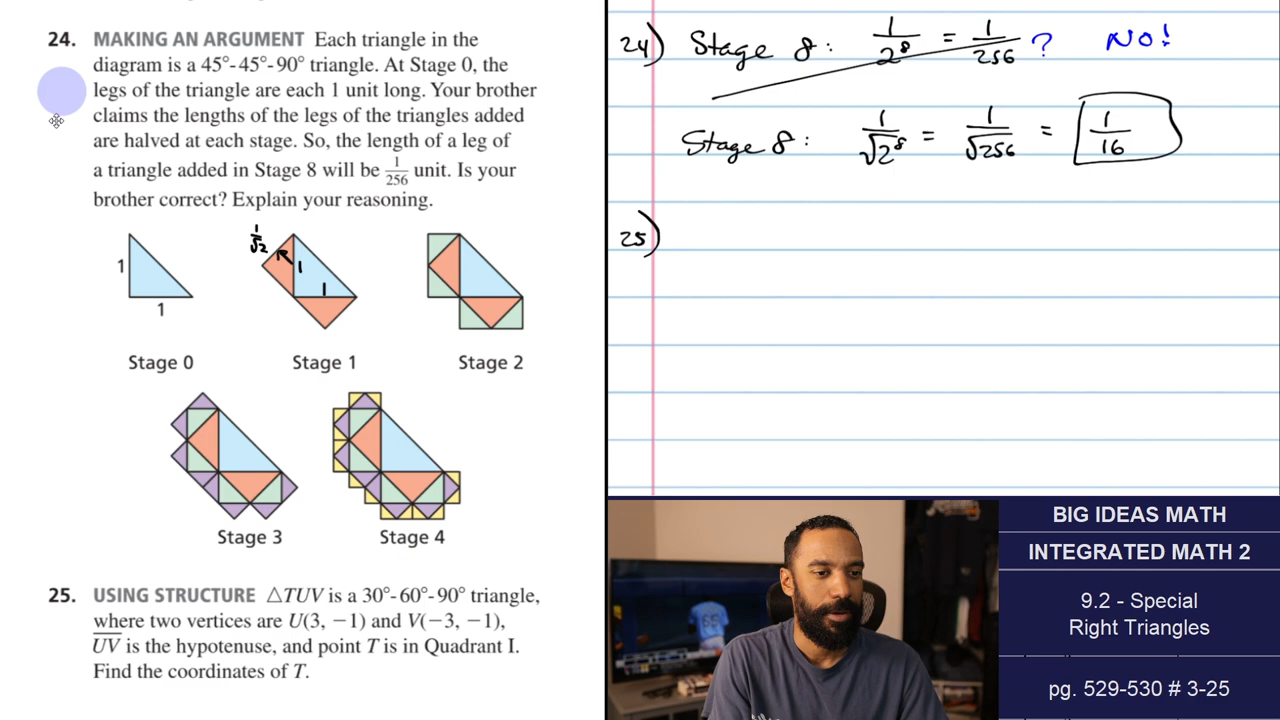 24. MAKING AN ARGUMENT Each triangle in the
diagram is a 45°-45°-90° triangle. At Stage 0, the
legs of the triangle are each 1 unit long. Your brother
claims the lengths of the legs of the triangles added
are halved at each stage. So, the length of a leg of
a triangle added in Stage 8 will be 1/256 unit. Is your
brother correct? Explain your reasoning.
1
1
Stage 0
1/√2
1
1
Stage 1
Stage 2
Stage 3
Stage 4
25. USING STRUCTURE △TUV is a 30°-60°-90° triangle,
where two vertices are U(3, −1) and V(−3, −1),
UV is the hypotenuse, and point T is in Quadrant I.
Find the coordinates of T.
24) Stage 8: 1/2⁸ = 1/256 ? NO!
Stage 8: 1/√2⁸ = 1/√256 = 1/16
25)
BIG IDEAS MATH
INTEGRATED MATH 2
9.2 - Special
Right Triangles
pg. 529-530 # 3-25